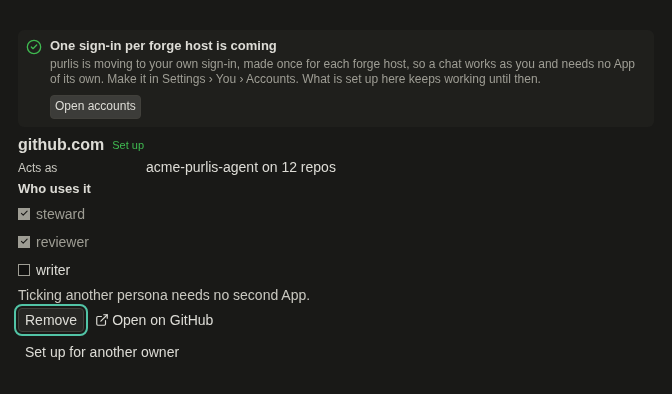 One sign-in per forge host is coming
purlis is moving to your own sign-in, made once for each forge host, so a chat works as you and needs no App
of its own. Make it in Settings › You › Accounts. What is set up here keeps working until then.
Open accounts
github.com Set up
Acts as acme-purlis-agent on 12 repos
Who uses it
steward
reviewer
writer
Ticking another persona needs no second App.
Remove Open on GitHub
Set up for another owner